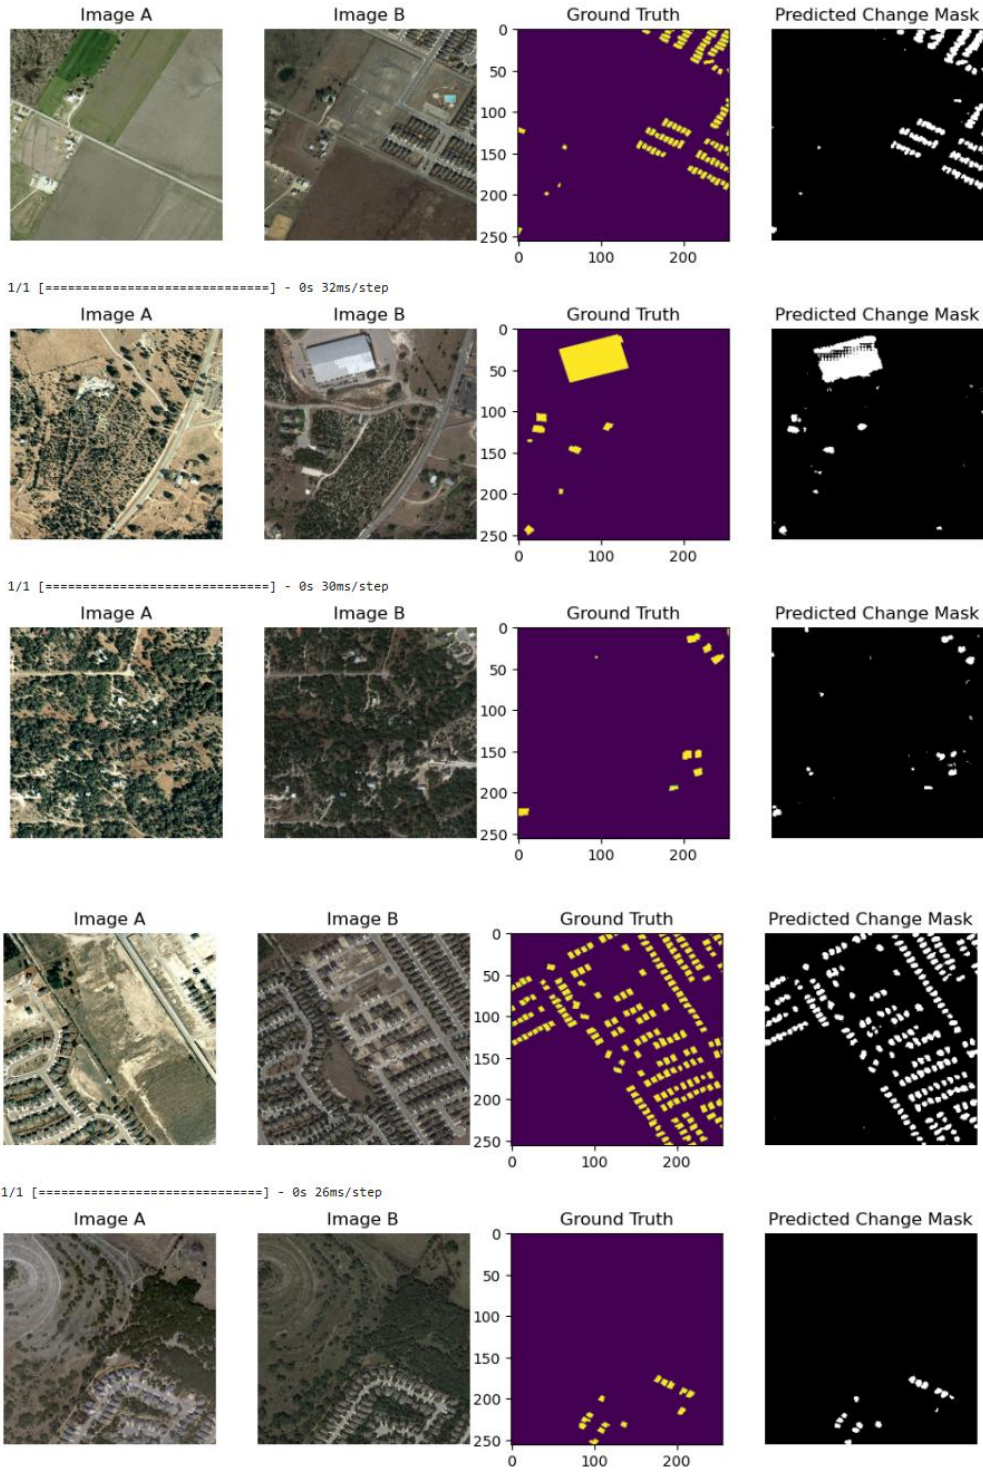 Image A Image B Ground Truth Predicted Change Mask
0
50
100
150
200
250
0 100 200
1/1 [==============================] - 0s 32ms/step
Image A Image B Ground Truth Predicted Change Mask
0
50
100
150
200
250
0 100 200
1/1 [==============================] - 0s 30ms/step
Image A Image B Ground Truth Predicted Change Mask
0
50
100
150
200
250
0 100 200
Image A Image B Ground Truth Predicted Change Mask
0
50
100
150
200
250
0 100 200
1/1 [==============================] - 0s 26ms/step
Image A Image B Ground Truth Predicted Change Mask
0
50
100
150
200
250
0 100 200